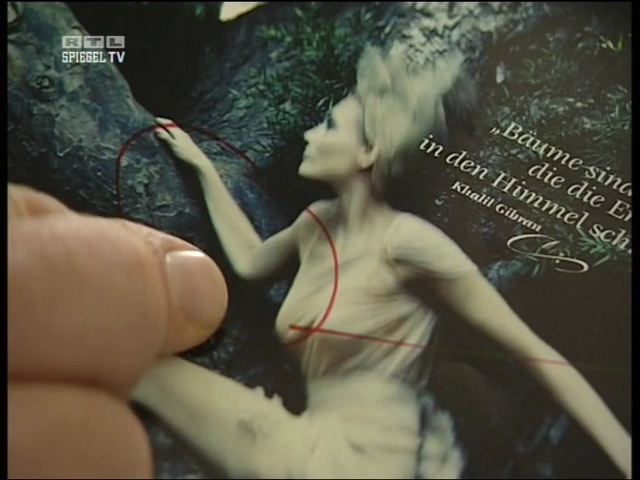 RTL
SPIEGEL TV
„Bäume sind
die die E
in den Himmel sch
Khalil Gibran